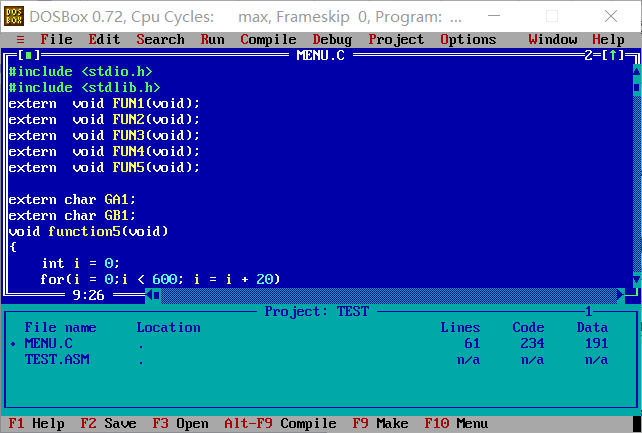 DOSBox 0.72, Cpu Cycles: max, Frameskip 0, Program: ...
≡ File Edit Search Run Compile Debug Project Options Window Help
[■] MENU.C 2=[↑]
#include <stdio.h>
#include <stdlib.h>
extern  void FUN1(void);
extern  void FUN2(void);
extern  void FUN3(void);
extern  void FUN4(void);
extern  void FUN5(void);
extern char GA1;
extern char GB1;
void function5(void)
{
    int i = 0;
    for(i = 0;i < 600; i = i + 20)
9:26
Project: TEST 1
File name Location Lines Code Data
• MENU.C . 61 234 191
TEST.ASM . n/a n/a n/a
F1 Help F2 Save F3 Open Alt-F9 Compile F9 Make F10 Menu